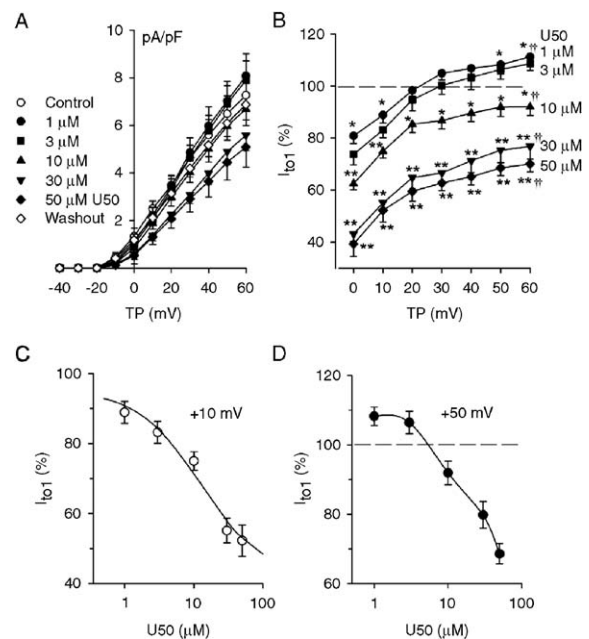 A
pA/pF
10
8
6
4
2
Control
1 μM
3 μM
10 μM
30 μM
50 μM U50
Washout
-40 -20 0 20 40 60
TP (mV)
B
I_to1 (%)
120
100
80
60
40
U50
1 μM
3 μM
10 μM
30 μM
50 μM
* * * * ††
* ** * * * * ††
** ** ** ** ** ** ††
** ** ** ** ** ** ††
0 10 20 30 40 50 60
TP (mV)
C
+10 mV
I_to1 (%)
100
80
60
40
1 10 100
U50 (μM)
D
+50 mV
I_to1 (%)
120
100
80
60
1 10 100
U50 (μM)